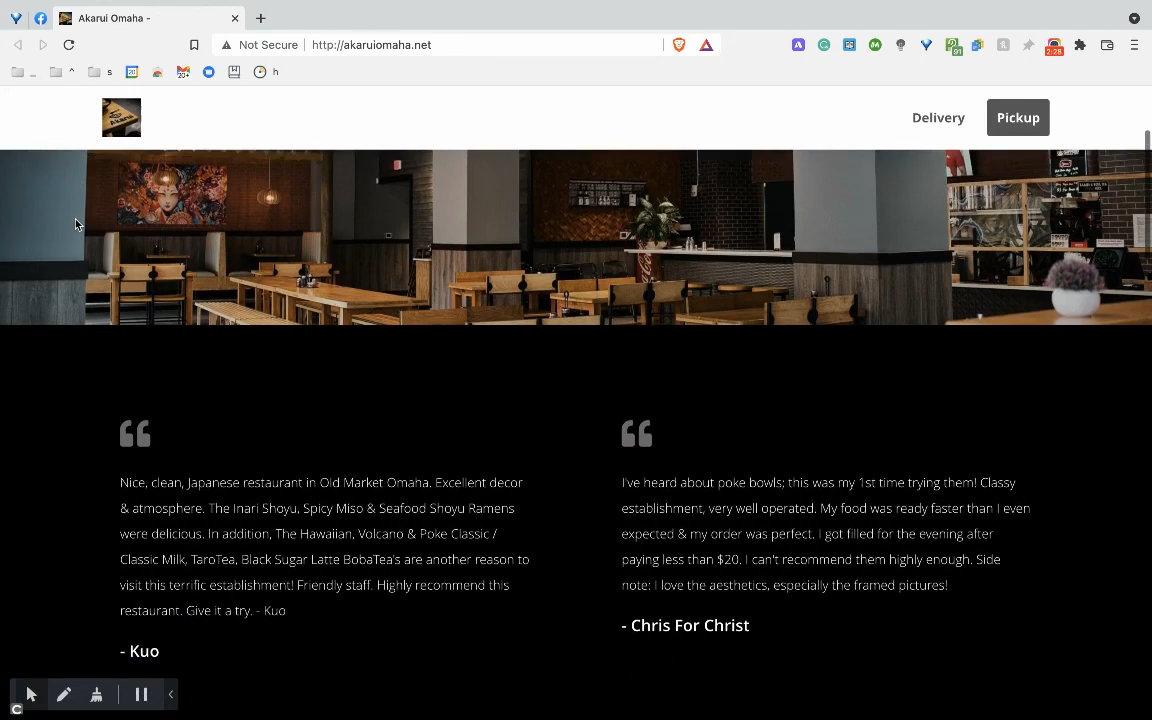 Akarui Omaha -
Not Secure
http://akaruiomaha.net
91
2:28
_
^
s
20
20+
h
Akarui
Delivery
Pickup
Nice, clean, Japanese restaurant in Old Market Omaha. Excellent decor
& atmosphere. The Inari Shoyu, Spicy Miso & Seafood Shoyu Ramens
were delicious. In addition, The Hawaiian, Volcano & Poke Classic /
Classic Milk, TaroTea, Black Sugar Latte BobaTea's are another reason to
visit this terrific establishment! Friendly staff. Highly recommend this
restaurant. Give it a try. - Kuo
- Kuo
I've heard about poke bowls; this was my 1st time trying them! Classy
establishment, very well operated. My food was ready faster than I even
expected & my order was perfect. I got filled for the evening after
paying less than $20. I can't recommend them highly enough. Side
note: I love the aesthetics, especially the framed pictures!
- Chris For Christ